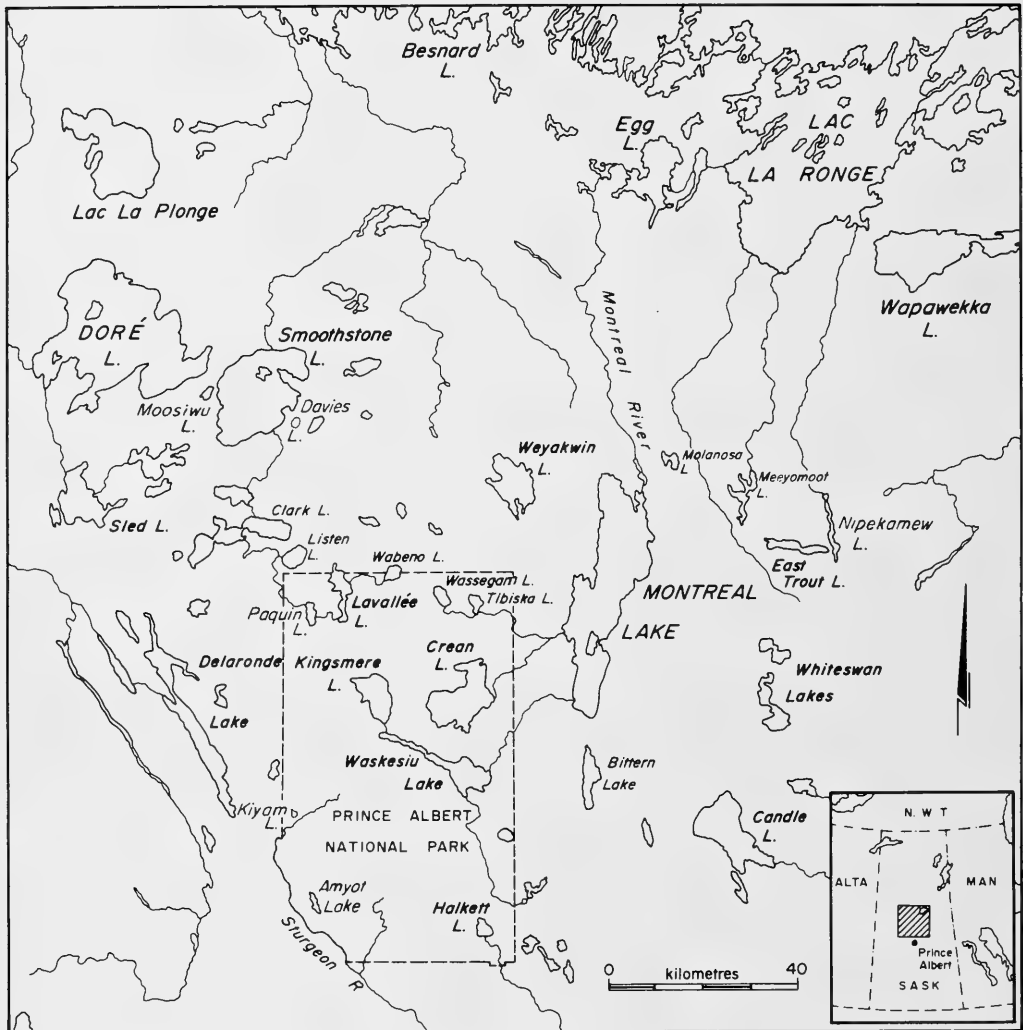 Besnard
L.
Egg
L.
LAC
LA RONGE
Lac La Plonge
Wapawekka
L.
DORÉ
L.
Smoothstone
L.
Montreal River
Moosiwu
L.
Davies
L.
Weyakwin
L.
Molanosa
L
Meeyomoot
L.
Sled L.
Clark L.
Listen
L.
Nipekamew
L.
East
Trout L.
Wabeno L.
Wassegam L.
Tibiska L.
MONTREAL
LAKE
Paquin
L.
Lavallée
L.
Delaronde
Lake
Kingsmere
L.
Crean
L.
Whiteswan
Lakes
Waskesiu
Lake
Bittern
Lake
Kiyam
L.
PRINCE ALBERT
NATIONAL PARK
Candle
L.
Amyot
Lake
Halkett
L.
Sturgeon R
0 kilometres 40
N.W T
ALTA
MAN
Prince
Albert
SASK